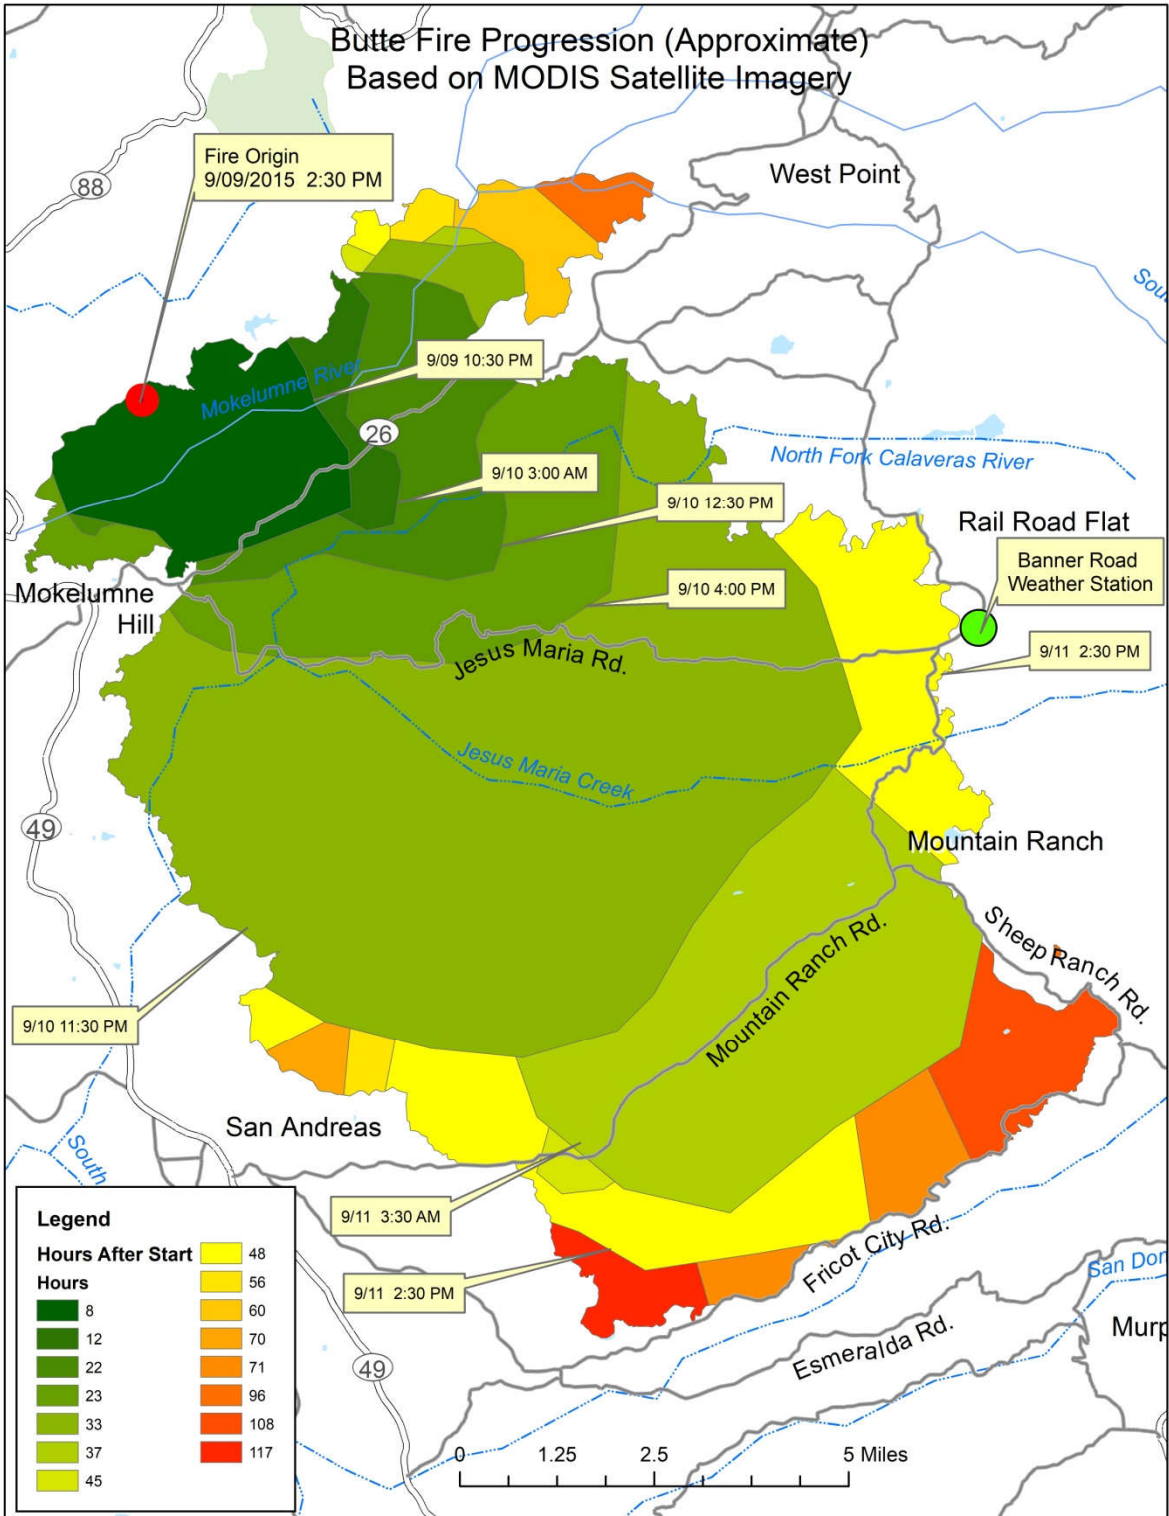 Butte Fire Progression (Approximate)
Based on MODIS Satellite Imagery
Fire Origin
9/09/2015 2:30 PM
88
West Point
9/09 10:30 PM
Mokelumne River
26
9/10 3:00 AM
North Fork Calaveras River
9/10 12:30 PM
Rail Road Flat
Banner Road
Weather Station
9/10 4:00 PM
Mokelumne
Hill
Jesus Maria Rd.
9/11 2:30 PM
Jesus Maria Creek
49
Mountain Ranch
Sheep Ranch Rd.
Mountain Ranch Rd.
9/10 11:30 PM
San Andreas
South
9/11 3:30 AM
9/11 2:30 PM
Fricot City Rd.
San Dom
Esmeralda Rd.
Murp
49
Legend
Hours After Start
Hours
8
12
22
23
33
37
45
48
56
60
70
71
96
108
117
0 1.25 2.5 5 Miles